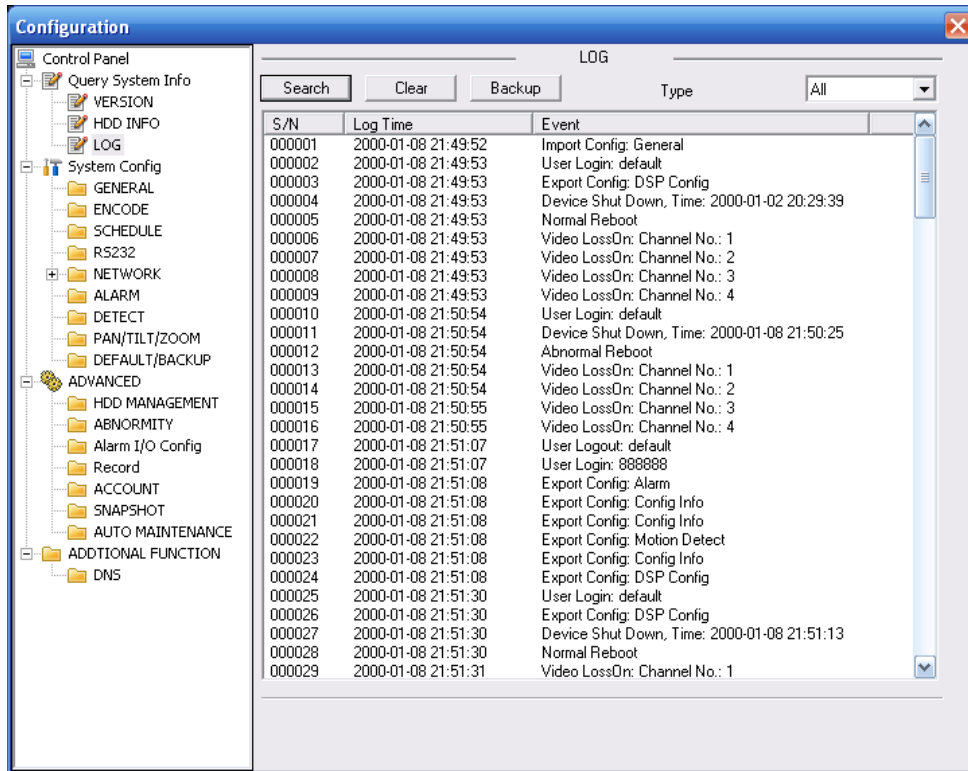 Configuration
Control Panel
Query System Info
VERSION
HDD INFO
LOG
System Config
GENERAL
ENCODE
SCHEDULE
RS232
NETWORK
ALARM
DETECT
PAN/TILT/ZOOM
DEFAULT/BACKUP
ADVANCED
HDD MANAGEMENT
ABNORMITY
Alarm I/O Config
Record
ACCOUNT
SNAPSHOT
AUTO MAINTENANCE
ADDTIONAL FUNCTION
DNS
LOG
Search Clear Backup Type All
S/N Log Time Event
000001 2000-01-08 21:49:52 Import Config: General
000002 2000-01-08 21:49:53 User Login: default
000003 2000-01-08 21:49:53 Export Config: DSP Config
000004 2000-01-08 21:49:53 Device Shut Down, Time: 2000-01-02 20:29:39
000005 2000-01-08 21:49:53 Normal Reboot
000006 2000-01-08 21:49:53 Video LossOn: Channel No.: 1
000007 2000-01-08 21:49:53 Video LossOn: Channel No.: 2
000008 2000-01-08 21:49:53 Video LossOn: Channel No.: 3
000009 2000-01-08 21:49:53 Video LossOn: Channel No.: 4
000010 2000-01-08 21:50:54 User Login: default
000011 2000-01-08 21:50:54 Device Shut Down, Time: 2000-01-08 21:50:25
000012 2000-01-08 21:50:54 Abnormal Reboot
000013 2000-01-08 21:50:54 Video LossOn: Channel No.: 1
000014 2000-01-08 21:50:54 Video LossOn: Channel No.: 2
000015 2000-01-08 21:50:55 Video LossOn: Channel No.: 3
000016 2000-01-08 21:50:55 Video LossOn: Channel No.: 4
000017 2000-01-08 21:51:07 User Logout: default
000018 2000-01-08 21:51:07 User Login: 888888
000019 2000-01-08 21:51:08 Export Config: Alarm
000020 2000-01-08 21:51:08 Export Config: Config Info
000021 2000-01-08 21:51:08 Export Config: Config Info
000022 2000-01-08 21:51:08 Export Config: Motion Detect
000023 2000-01-08 21:51:08 Export Config: Config Info
000024 2000-01-08 21:51:08 Export Config: DSP Config
000025 2000-01-08 21:51:30 User Login: default
000026 2000-01-08 21:51:30 Export Config: DSP Config
000027 2000-01-08 21:51:30 Device Shut Down, Time: 2000-01-08 21:51:13
000028 2000-01-08 21:51:30 Normal Reboot
000029 2000-01-08 21:51:31 Video LossOn: Channel No.: 1